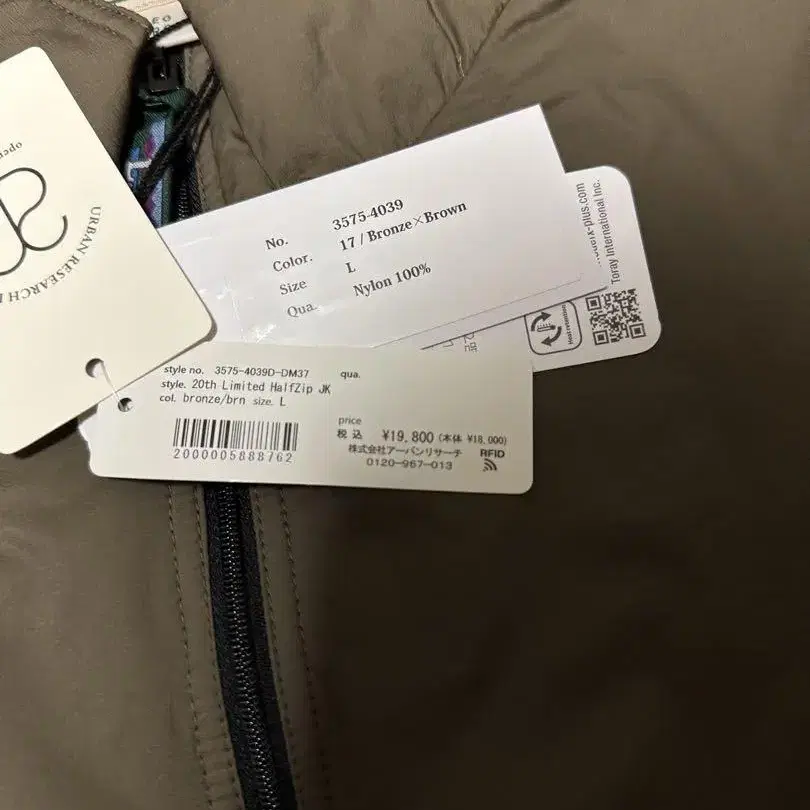 URBAN RESEARCH
No. 3575-4039
Color. 17 / Bronze×Brown
Size L
Qua. Nylon 100%
Toray International Inc.
Heat retention
style no. 3575-4039D-DM37 qua.
style. 20th Limited HalfZip JK
col. bronze/brn size. L
2000005888762
price
税込 ¥19,800 (本体 ¥18,000)
株式会社アーバンリサーチ RFID
0120-967-013